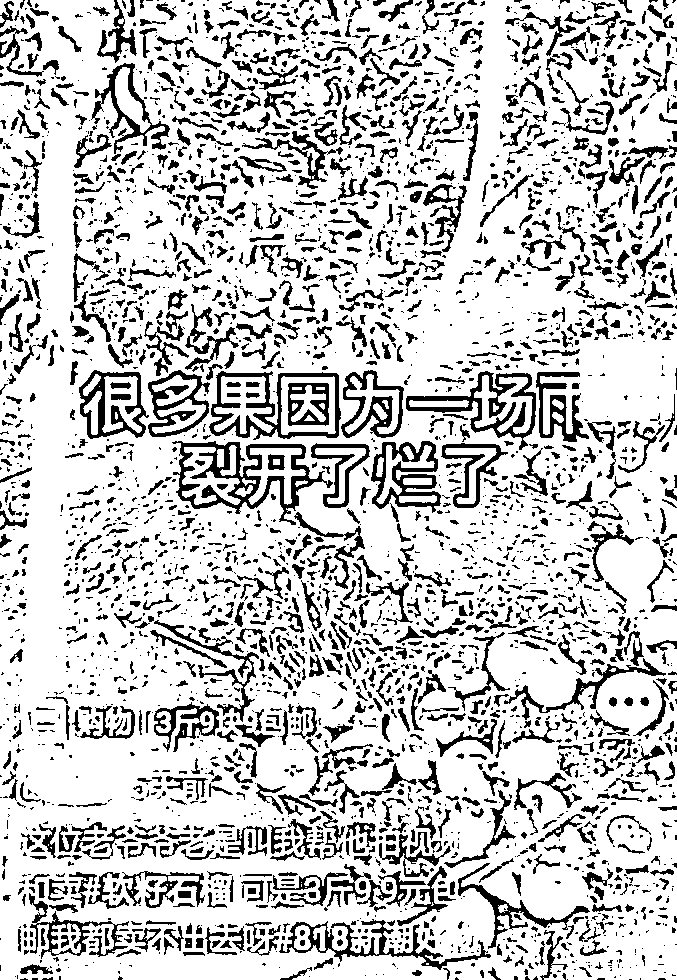 很多果因为一场雨
裂开了烂了
购物 3斤9块9包邮
天前
这位老爷爷老是叫我帮他拍视频
和卖#软籽石榴 可是3斤9.9元包
邮我都卖不出去呀#818新潮好物